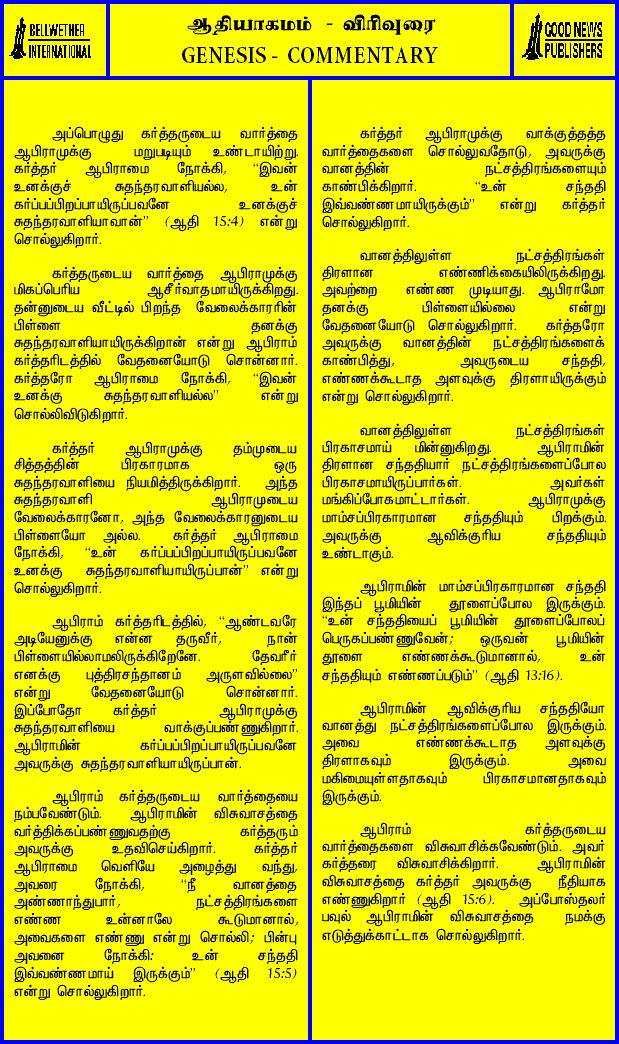 BELLWETHER
INTERNATIONAL
ஆதியாகமம் - விரிவுரை
GENESIS - COMMENTARY
GOOD NEWS
PUBLISHERS
அப்பொழுது கர்த்தருடைய வார்த்தை
ஆபிராமுக்கு மறுபடியும் உண்டாயிற்று.
கர்த்தர் ஆபிராமை நோக்கி, “இவன்
உனக்குச் சுதந்தரவாளியல்ல, உன்
கர்ப்பப்பிறப்பாயிருப்பவனே உனக்குச்
சுதந்தரவாளியாவான்” (ஆதி 15:4) என்று
சொல்லுகிறார்.
கர்த்தருடைய வார்த்தை ஆபிராமுக்கு
மிகப்பெரிய ஆசீர்வாதமாயிருக்கிறது.
தன்னுடைய வீட்டில் பிறந்த வேலைக்காரரின்
பிள்ளை தனக்கு
சுதந்தரவாளியாயிருக்கிறான் என்று ஆபிராம்
கர்த்தரிடத்தில் வேதனையோடு சொன்னார்.
கர்த்தரோ ஆபிராமை நோக்கி, “இவன்
உனக்கு சுதந்தரவாளியல்ல” என்று
சொல்லிவிடுகிறார்.
கர்த்தர் ஆபிராமுக்கு தம்முடைய
சித்தத்தின் பிரகாரமாக ஒரு
சுதந்தரவாளியை நியமித்திருக்கிறார். அந்த
சுதந்தரவாளி ஆபிராமுடைய
வேலைக்காரனோ, அந்த வேலைக்காரனுடைய
பிள்ளையோ அல்ல. கர்த்தர் ஆபிராமை
நோக்கி, “உன் கர்ப்பப்பிறப்பாயிருப்பவனே
உனக்கு சுதந்தரவாளியாயிருப்பான்” என்று
சொல்லுகிறார்.
ஆபிராம் கர்த்தரிடத்தில், “ஆண்டவரே
அடியேனுக்கு என்ன தருவீர், நான்
பிள்ளையில்லாமலிருக்கிறேனே. தேவரீர்
எனக்கு புத்திரசந்தானம் அருளவில்லை”
என்று வேதனையோடு சொன்னார்.
இப்போதோ கர்த்தர் ஆபிராமுக்கு
சுதந்தரவாளியை வாக்குப்பண்ணுகிறார்.
ஆபிராமின் கர்ப்பப்பிறப்பாயிருப்பவனே
அவருக்கு சுதந்தரவாளியாயிருப்பான்.
ஆபிராம் கர்த்தருடைய வார்த்தையை
நம்பவேண்டும். ஆபிராமின் விசுவாசத்தை
வர்த்திக்கப்பண்ணுவதற்கு கர்த்தரும்
அவருக்கு உதவிசெய்கிறார். கர்த்தர்
ஆபிராமை வெளியே அழைத்து வந்து,
அவரை நோக்கி, “நீ வானத்தை
அண்ணாந்துபார், நட்சத்திரங்களை
எண்ண உன்னாலே கூடுமானால்,
அவைகளை எண்ணு என்று சொல்லி; பின்பு
அவனை நோக்கி: உன் சந்ததி
இவ்வண்ணமாய் இருக்கும்” (ஆதி 15:5)
என்று சொல்லுகிறார்.
கர்த்தர் ஆபிராமுக்கு வாக்குத்தத்த
வார்த்தைகளை சொல்லுவதோடு, அவருக்கு
வானத்தின் நட்சத்திரங்களையும்
காண்பிக்கிறார். “உன் சந்ததி
இவ்வண்ணமாயிருக்கும்” என்று கர்த்தர்
சொல்லுகிறார்.
வானத்திலுள்ள நட்சத்திரங்கள்
திரளான எண்ணிக்கையிலிருக்கிறது.
அவற்றை எண்ண முடியாது. ஆபிராமோ
தனக்கு பிள்ளையில்லை என்று
வேதனையோடு சொல்லுகிறார். கர்த்தரோ
அவருக்கு வானத்தின் நட்சத்திரங்களைக்
காண்பித்து, அவருடைய சந்ததி,
எண்ணக்கூடாத அளவுக்கு திரளாயிருக்கும்
என்று சொல்லுகிறார்.
வானத்திலுள்ள நட்சத்திரங்கள்
பிரகாசமாய் மின்னுகிறது. ஆபிராமின்
திரளான சந்ததியார் நட்சத்திரங்களைப்போல
பிரகாசமாயிருப்பார்கள். அவர்கள்
மங்கிப்போகமாட்டார்கள். ஆபிராமுக்கு
மாம்சப்பிரகாரமான சந்ததியும் பிறக்கும்.
அவருக்கு ஆவிக்குரிய சந்ததியும்
உண்டாகும்.
ஆபிராமின் மாம்சப்பிரகாரமான சந்ததி
இந்தப் பூமியின் தூளைப்போல இருக்கும்.
“உன் சந்ததியைப் பூமியின் தூளைப்போலப்
பெருகப்பண்ணுவேன்; ஒருவன் பூமியின்
தூளை எண்ணக்கூடுமானால், உன்
சந்ததியும் எண்ணப்படும்” (ஆதி 13:16).
ஆபிராமின் ஆவிக்குரிய சந்ததியோ
வானத்து நட்சத்திரங்களைப்போல இருக்கும்.
அவை எண்ணக்கூடாத அளவுக்கு
திரளாகவும் இருக்கும். அவை
மகிமையுள்ளதாகவும் பிரகாசமானதாகவும்
இருக்கும்.
ஆபிராம் கர்த்தருடைய
வார்த்தைகளை விசுவாசிக்கவேண்டும். அவர்
கர்த்தரை விசுவாசிக்கிறார். ஆபிராமின்
விசுவாசத்தை கர்த்தர் அவருக்கு நீதியாக
எண்ணுகிறார் (ஆதி 15:6). அப்போஸ்தலர்
பவுல் ஆபிராமின் விசுவாசத்தை நமக்கு
எடுத்துக்காட்டாக சொல்லுகிறார்.